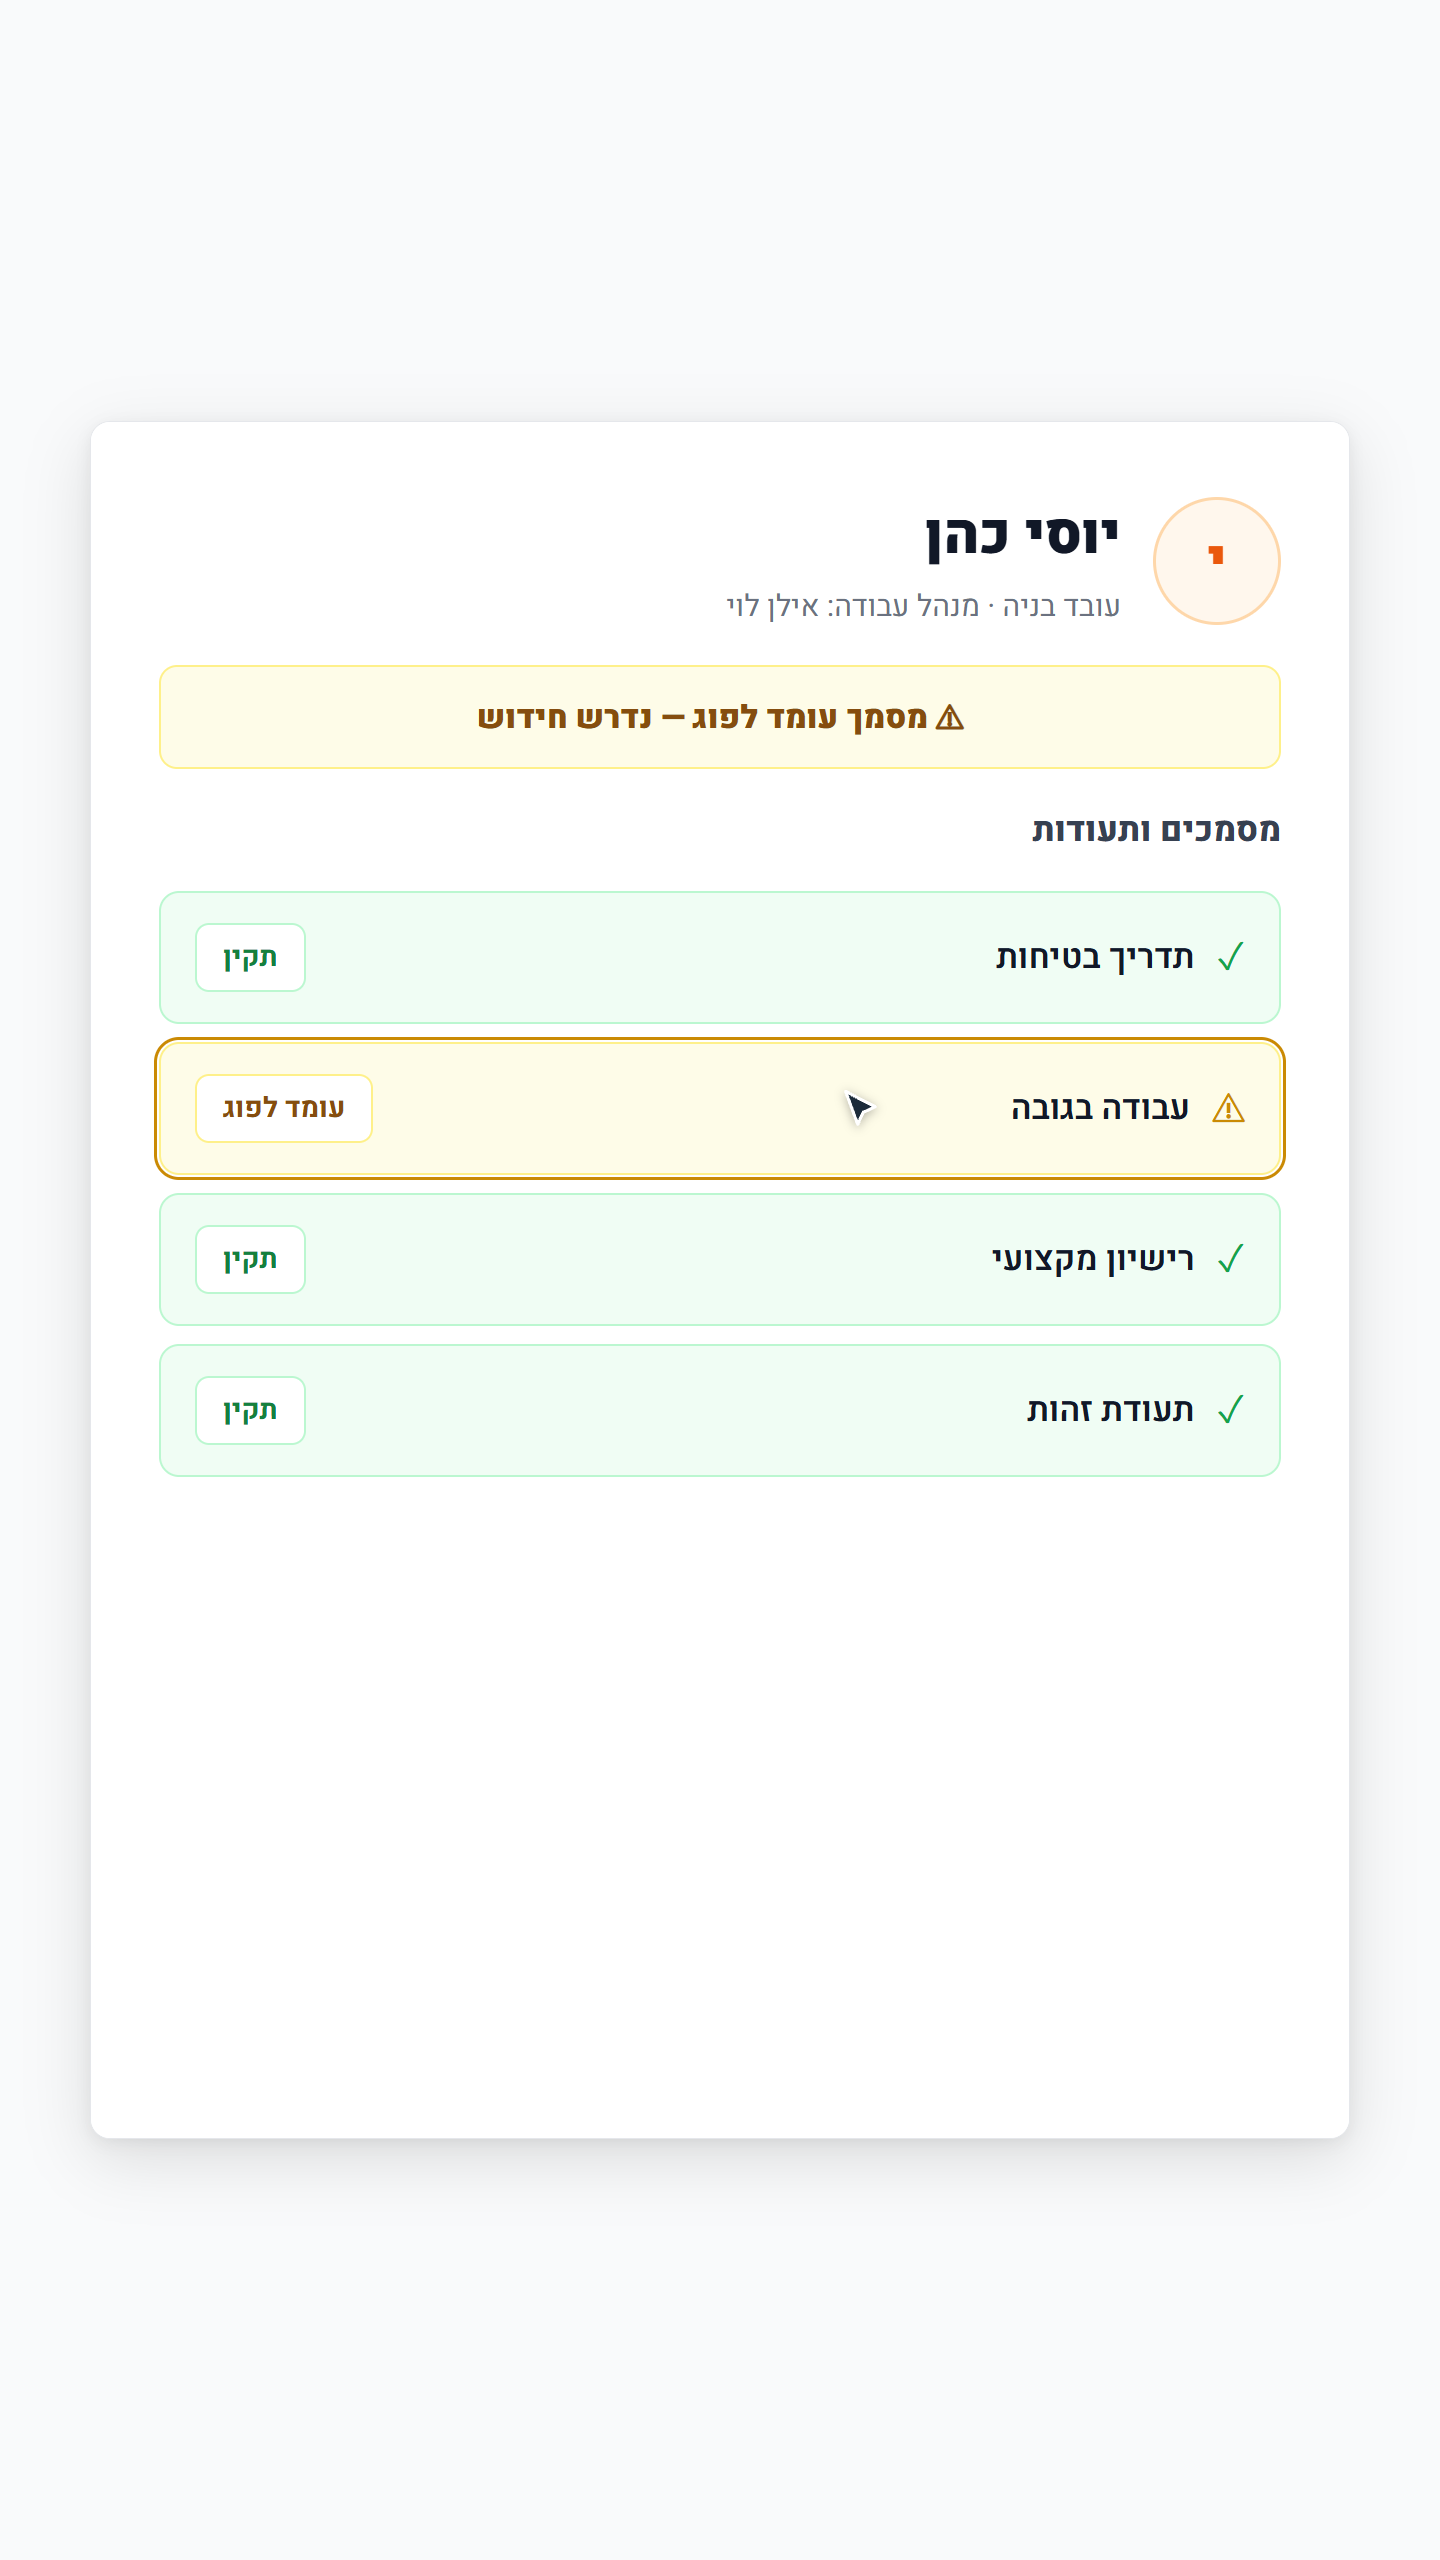 י
יוסי כהן
עובד בניה · מנהל עבודה: אילן לוי
⚠ מסמך עומד לפוג – נדרש חידוש
מסמכים ותעודות
✓ תדריך בטיחות תקין
⚠ עבודה בגובה עומד לפוג
✓ רישיון מקצועי תקין
✓ תעודת זהות תקין